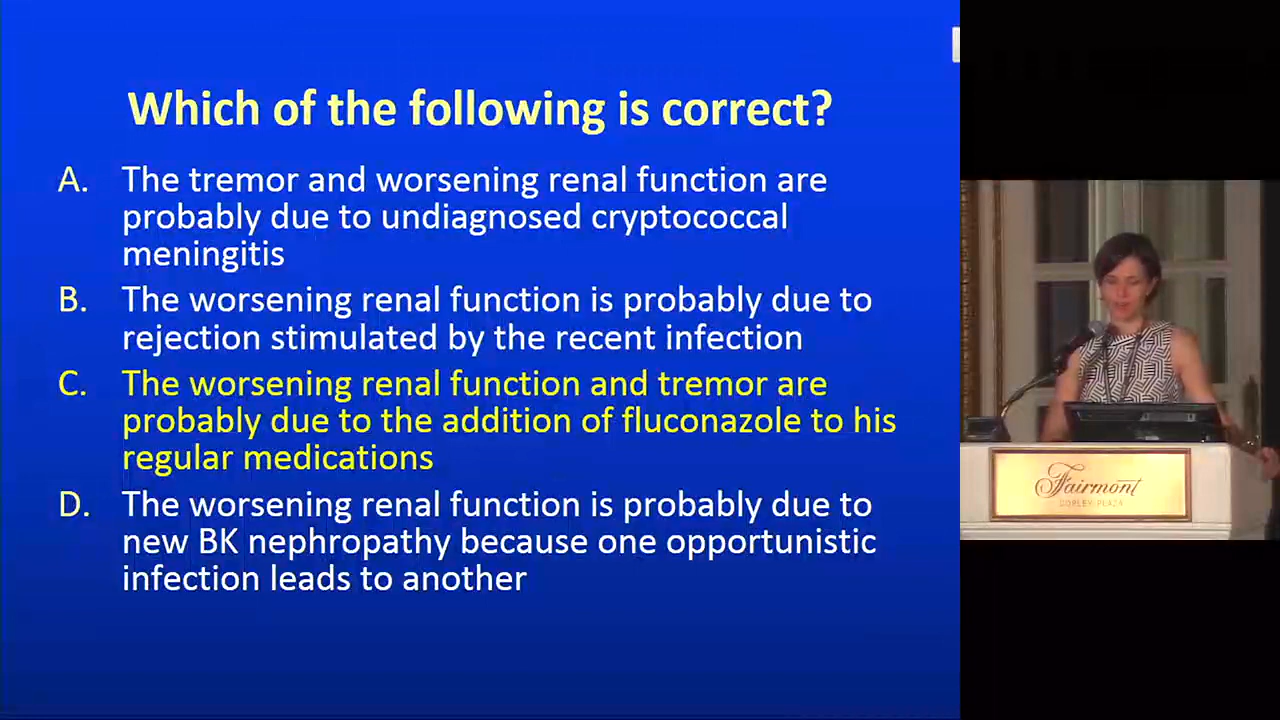 Which of the following is correct?
A. The tremor and worsening renal function are
probably due to undiagnosed cryptococcal
meningitis
B. The worsening renal function is probably due to
rejection stimulated by the recent infection
C. The worsening renal function and tremor are
probably due to the addition of fluconazole to his
regular medications
D. The worsening renal function is probably due to
new BK nephropathy because one opportunistic
infection leads to another
Fairmont
COPLEY PLAZA